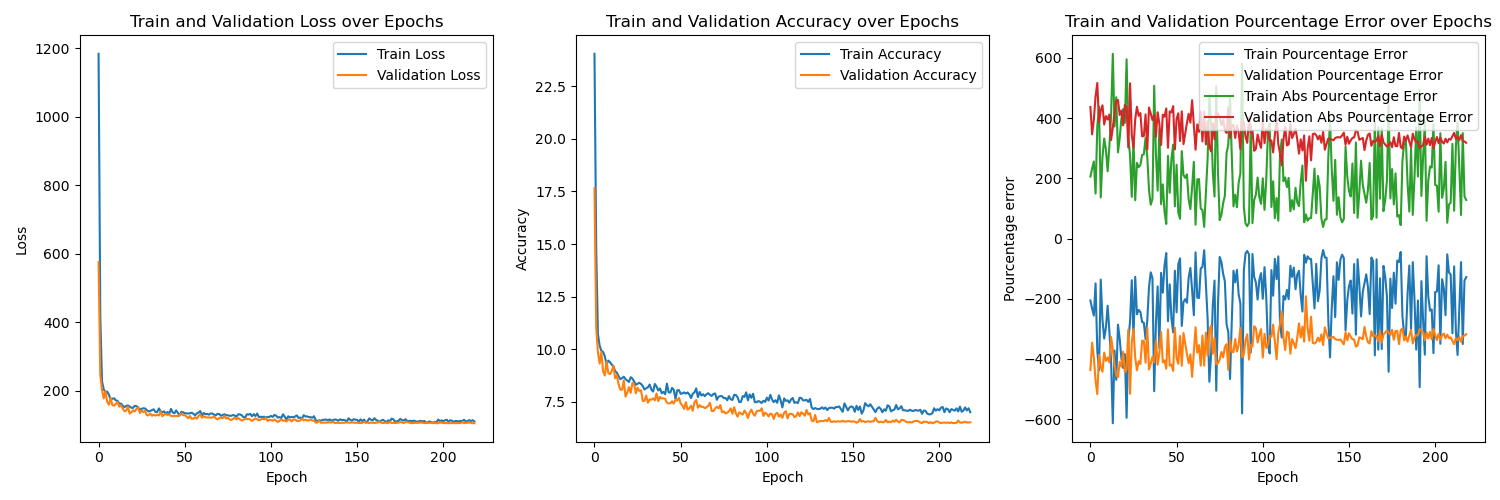 Train and Validation Loss over Epochs
Loss
1200
1000
800
600
400
200
0
50
100
150
200
Epoch
Train Loss
Validation Loss
Train and Validation Accuracy over Epochs
Accuracy
22.5
20.0
17.5
15.0
12.5
10.0
7.5
0
50
100
150
200
Epoch
Train Accuracy
Validation Accuracy
Train and Validation Pourcentage Error over Epochs
Pourcentage error
600
400
200
0
−200
−400
−600
0
50
100
150
200
Epoch
Train Pourcentage Error
Validation Pourcentage Error
Train Abs Pourcentage Error
Validation Abs Pourcentage Error